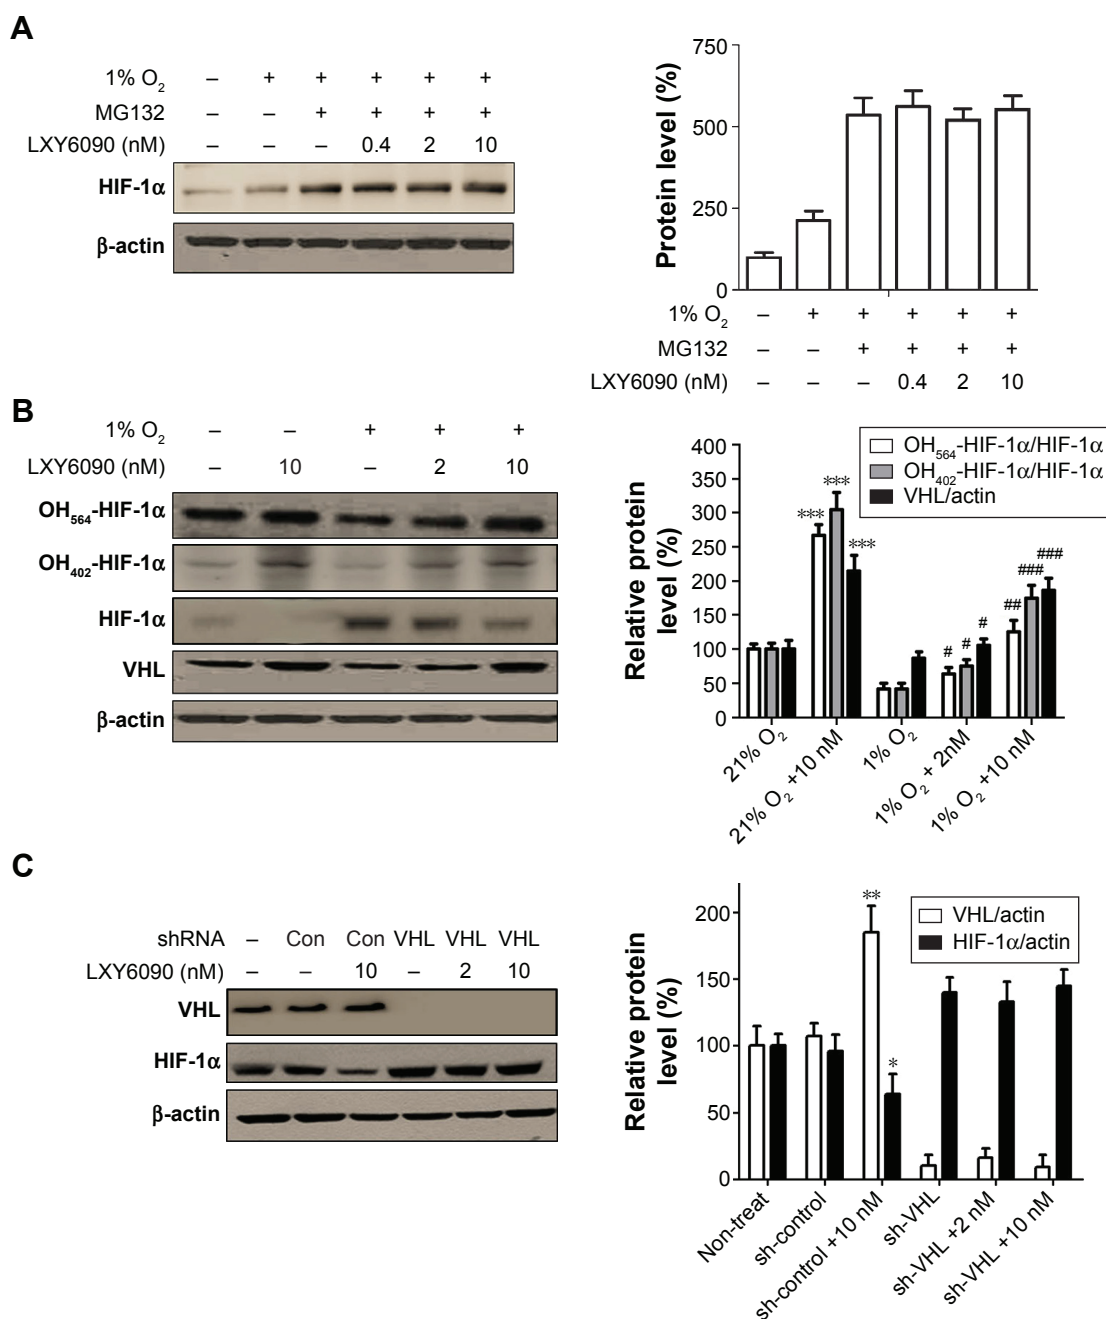 A
1% O2 – + + + + +
MG132 – – + + + +
LXY6090 (nM) – – – 0.4 2 10
HIF-1α
β-actin
Protein level (%)
750
500
250
0
1% O2 – + + + + +
MG132 – – + + + +
LXY6090 (nM) – – – 0.4 2 10
B
1% O2 – – + + +
LXY6090 (nM) – 10 – 2 10
OH564-HIF-1α
OH402-HIF-1α
HIF-1α
VHL
β-actin
Relative protein
level (%)
400
350
300
250
200
150
100
50
0
OH564-HIF-1α/HIF-1α
OH402-HIF-1α/HIF-1α
VHL/actin
*** *** ***
# # #
## ### ###
21% O2
21% O2 +10 nM
1% O2
1% O2 + 2nM
1% O2 +10 nM
C
shRNA – Con Con VHL VHL VHL
LXY6090 (nM) – – 10 – 2 10
VHL
HIF-1α
β-actin
Relative protein
level (%)
200
150
100
50
0
VHL/actin
HIF-1α/actin
**
*
Non-treat
sh-control
sh-control +10 nM
sh-VHL
sh-VHL +2 nM
sh-VHL +10 nM